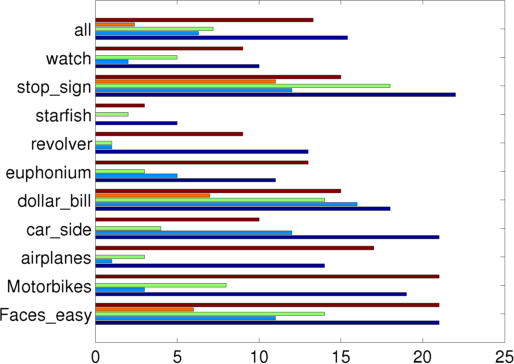 all
watch
stop_sign
starfish
revolver
euphonium
dollar_bill
car_side
airplanes
Motorbikes
Faces_easy
0 5 10 15 20 25